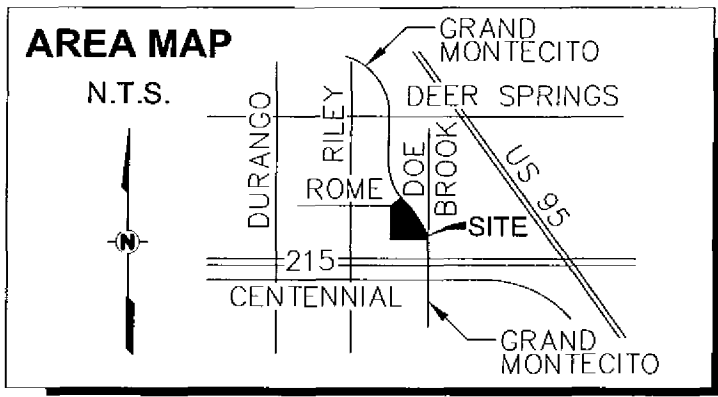 AREA MAP
N.T.S.
N
GRAND
MONTECITO
DEER SPRINGS
DURANGO
RILEY
DOE
BROOK
US 95
ROME
SITE
215
CENTENNIAL
GRAND
MONTECITO